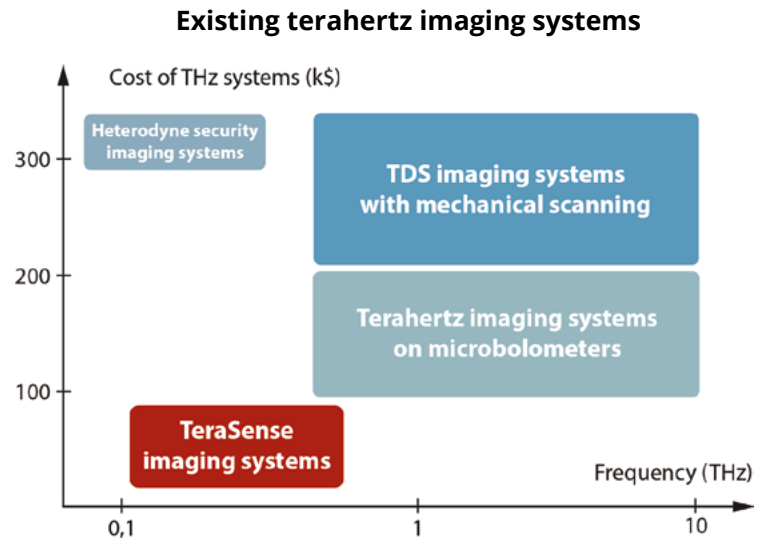 Existing terahertz imaging systems
Cost of THz systems (k$)
Heterodyne security
imaging systems
300
TDS imaging systems
with mechanical scanning
200
Terahertz imaging systems
on microbolometers
100
TeraSense
imaging systems
Frequency (THz)
0,1
1
10